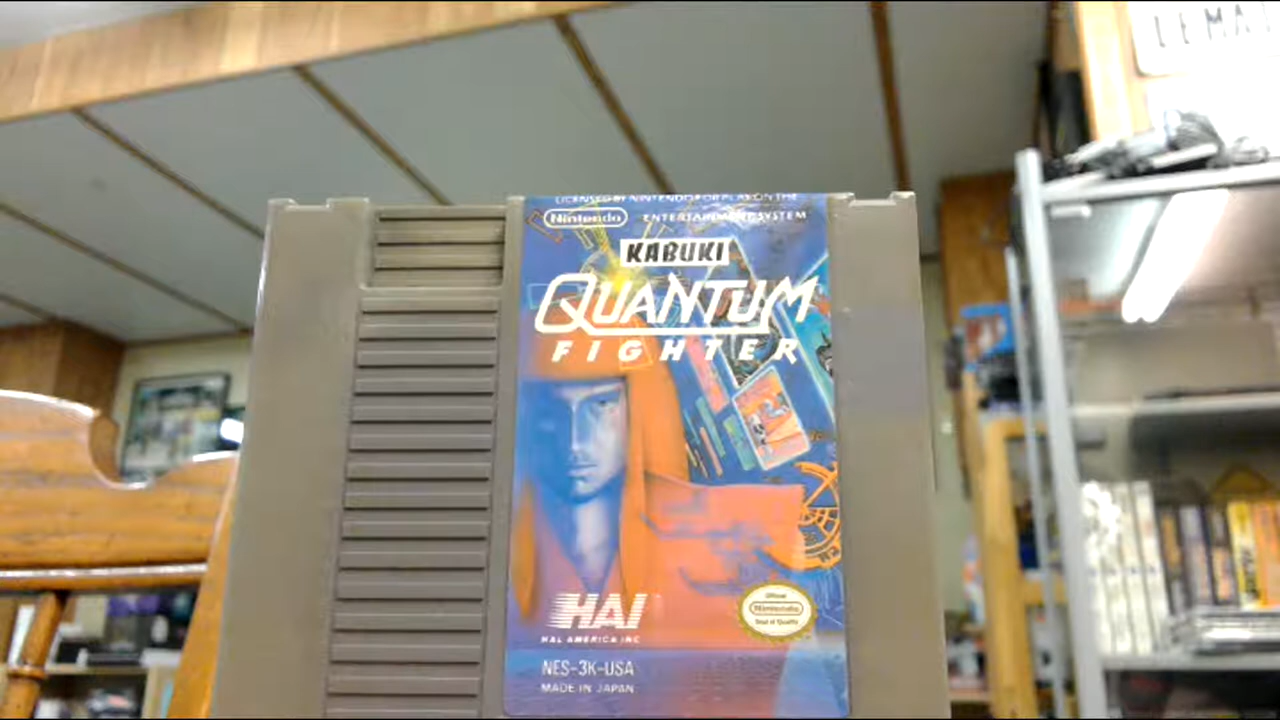 LICENSED BY NINTENDO FOR PLAY ON THE
Nintendo ENTERTAINMENT SYSTEM
KABUKI
QUANTUM
FIGHTER
HAL
HAL AMERICA INC
Official
Nintendo
Seal of Quality
NES-3K-USA
MADE IN JAPAN
LEMA